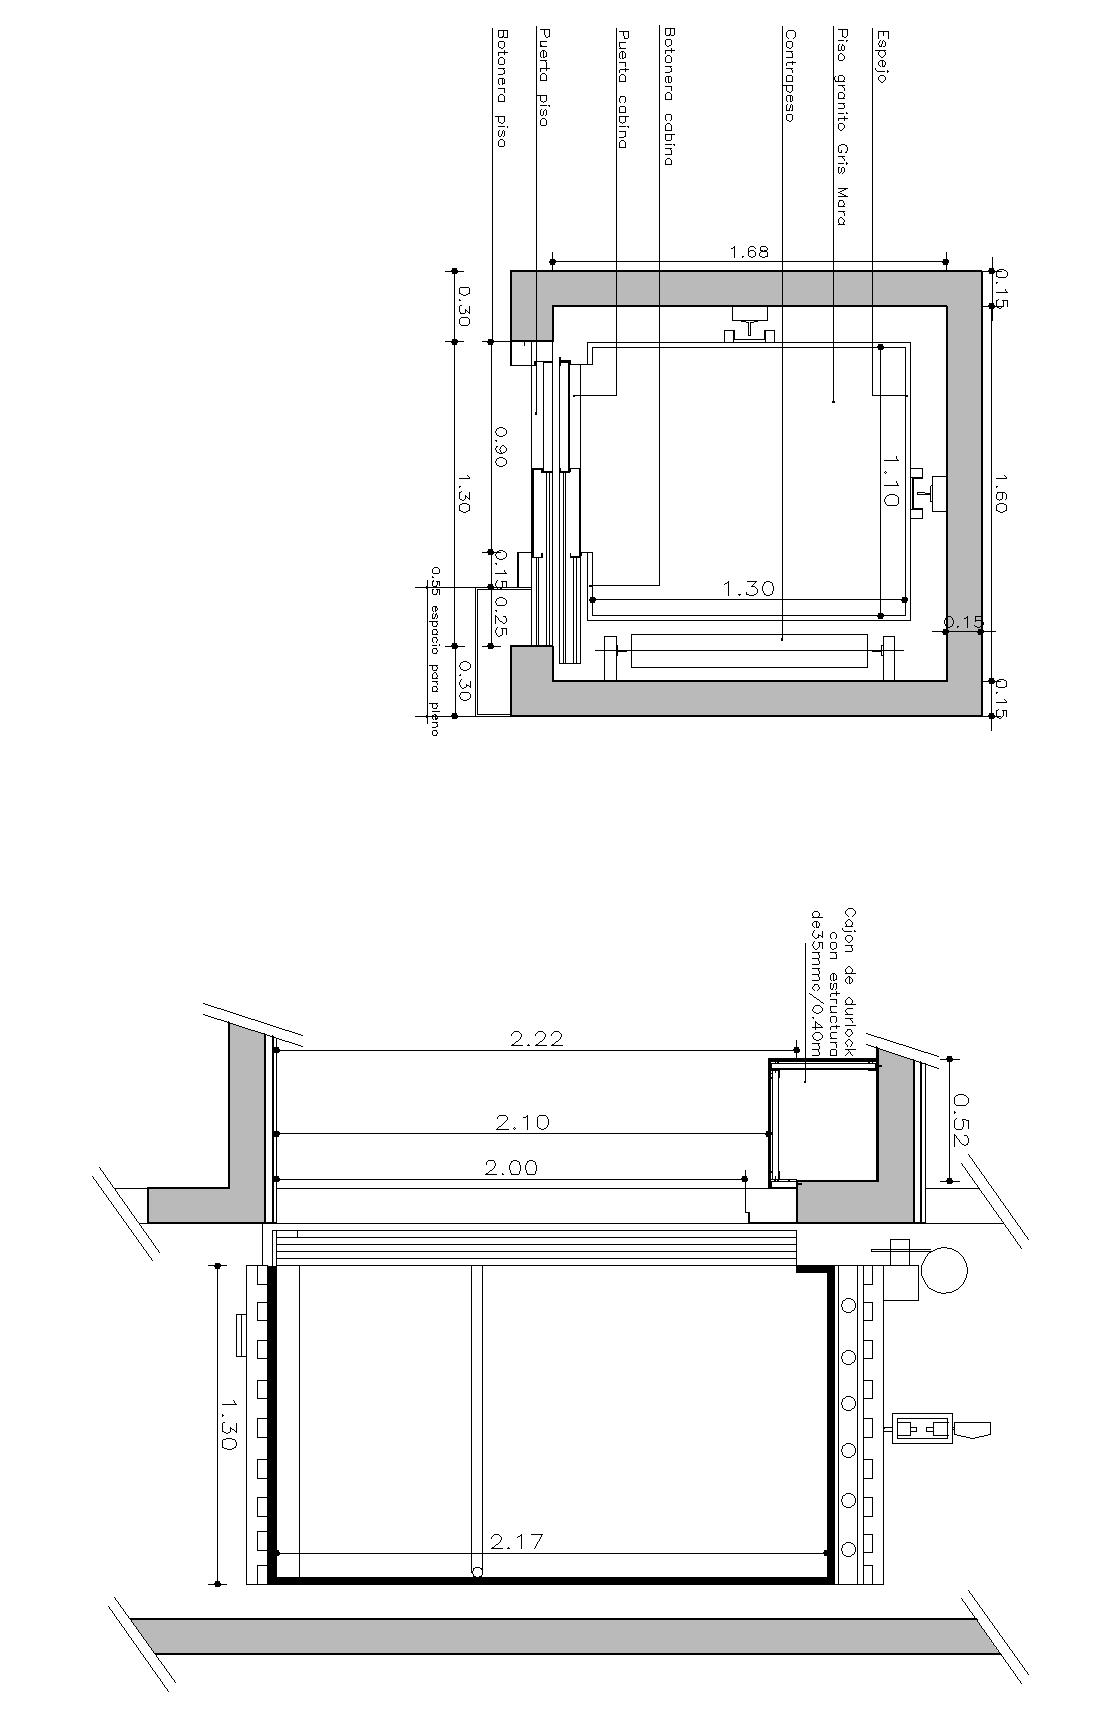 Espejo
Piso granito Gris Mara
Contrapeso
Botonera cabina
Puerta cabina
Puerta piso
Botonera piso
1.68
0.15
0.30
0.90
1.30
1.10
1.60
1.30
0.15
0.25
0.15
0.30
0.15
0.55 espacio para pleno
Cajon de durlock
con estructura
de35mmc/0.40m
2.22
0.52
2.10
2.00
1.30
2.17